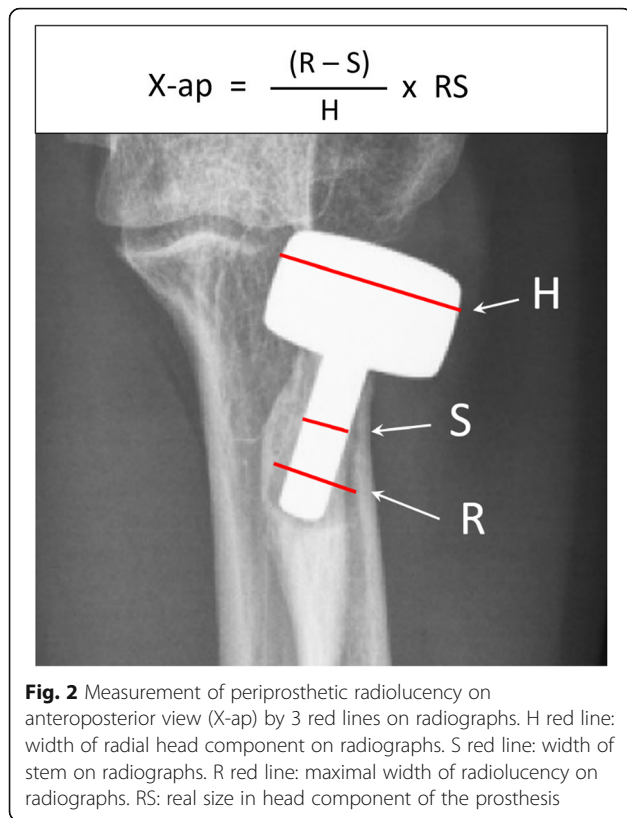 X-ap = (R – S) / H x RS
H
S
R
Fig. 2 Measurement of periprosthetic radiolucency on
anteroposterior view (X-ap) by 3 red lines on radiographs. H red line:
width of radial head component on radiographs. S red line: width of
stem on radiographs. R red line: maximal width of radiolucency on
radiographs. RS: real size in head component of the prosthesis